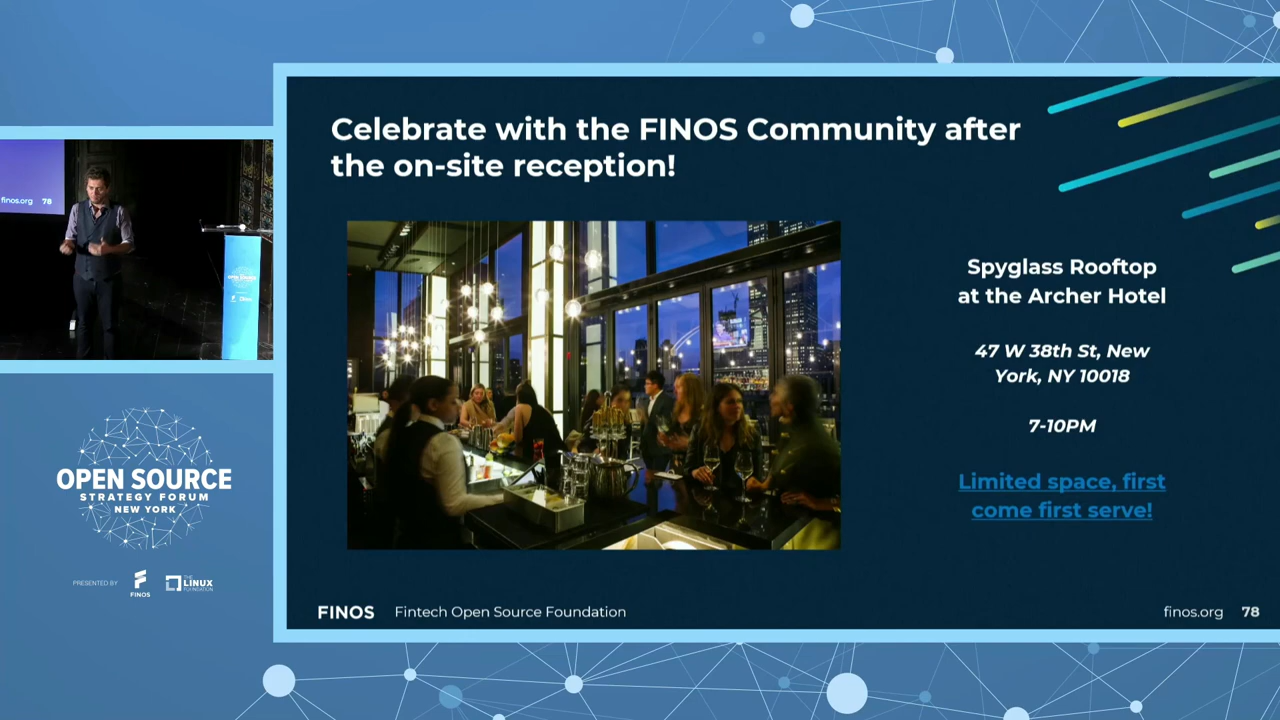 Celebrate with the FINOS Community after
the on-site reception!
Spyglass Rooftop
at the Archer Hotel
47 W 38th St, New
York, NY 10018
7-10PM
Limited space, first
come first serve!
FINOS Fintech Open Source Foundation
finos.org 78
finos.org 78
OPEN SOURCE
STRATEGY FORUM
NEW YORK
PRESENTED BY
FINOS
THE
LINUX
FOUNDATION